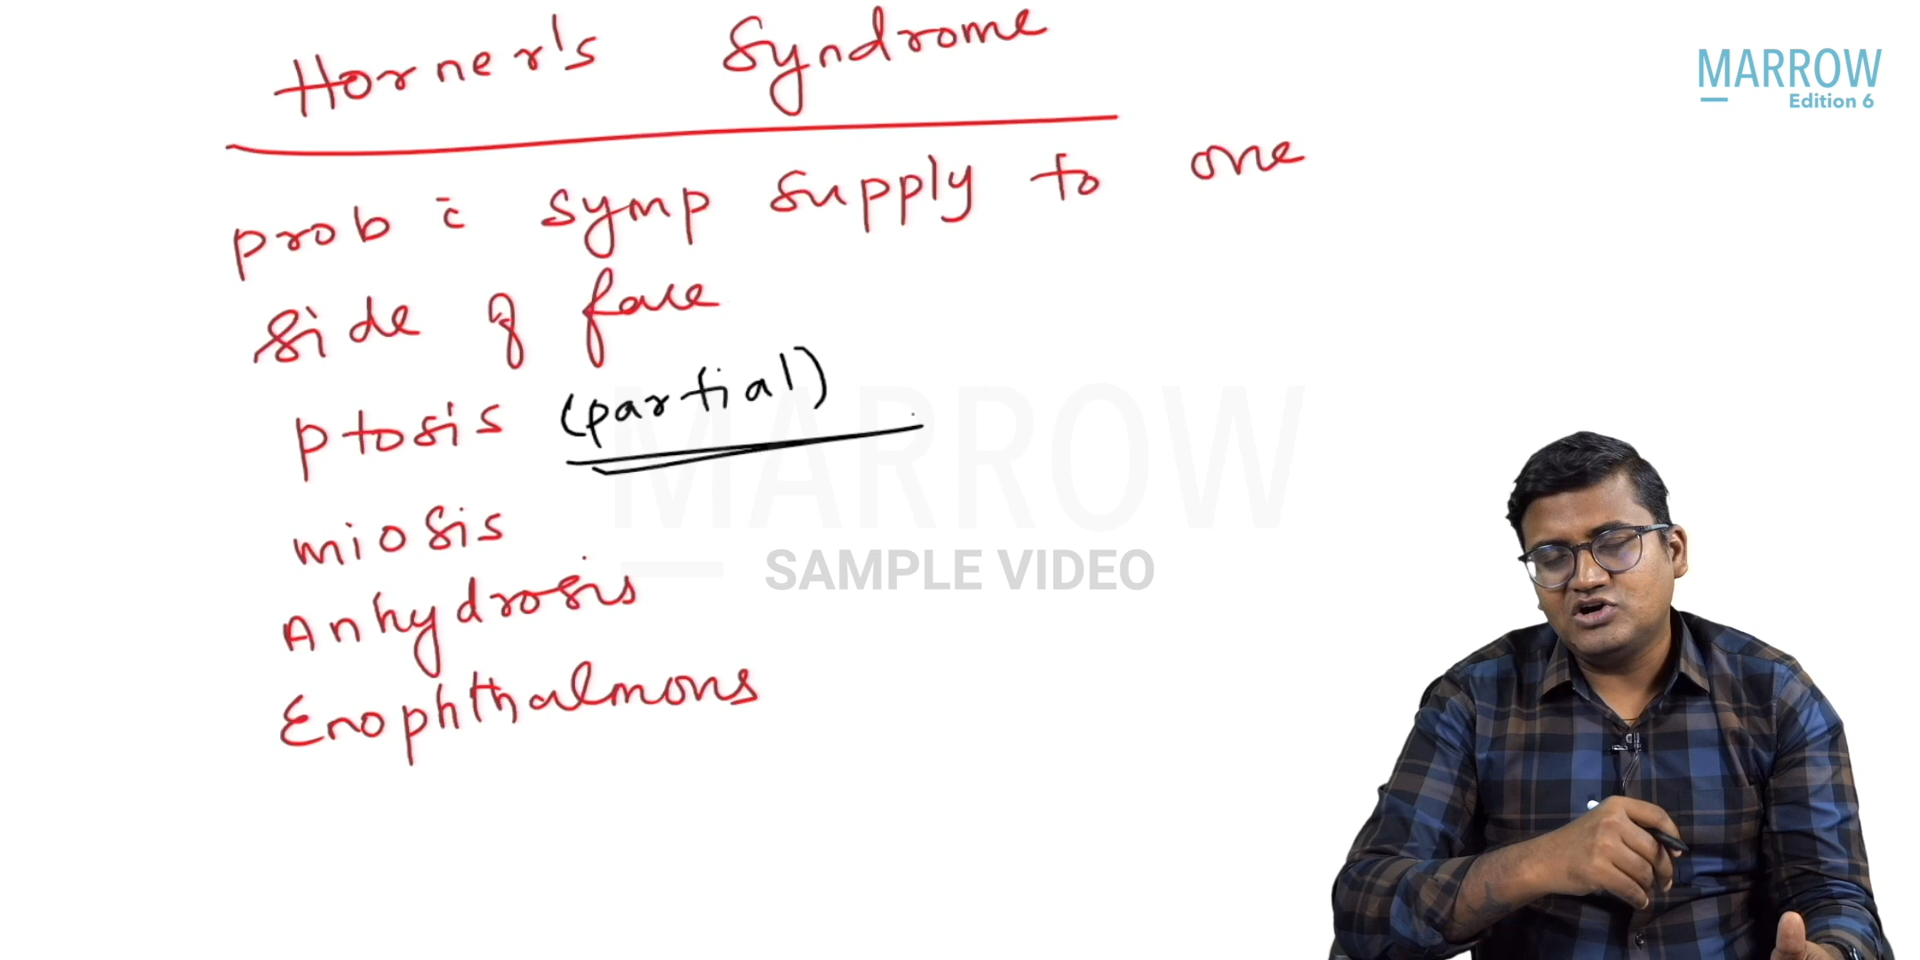 Horner's Syndrome
MARROW
Edition 6
prob c̄ symp supply to one
side of face
ptosis (partial)
miosis
Anhydrosis
Enophthalmons
MARROW
SAMPLE VIDEO